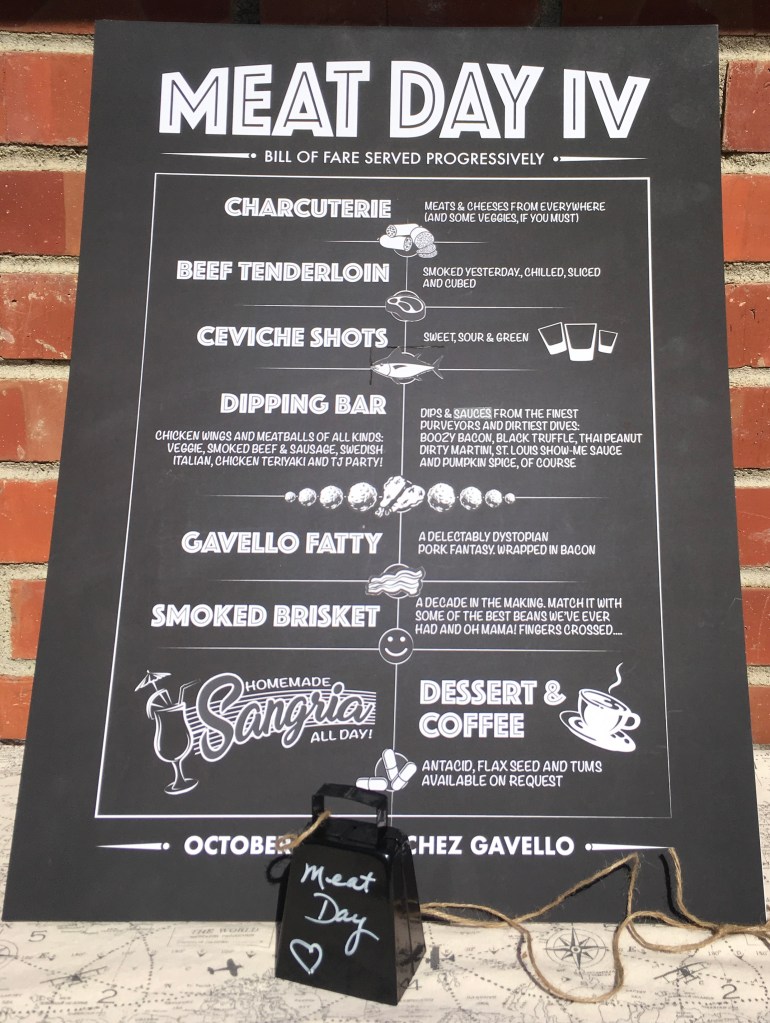 MEAT DAY IV
BILL OF FARE SERVED PROGRESSIVELY
CHARCUTERIE
MEATS & CHEESES FROM EVERYWHERE
(AND SOME VEGGIES, IF YOU MUST)
BEEF TENDERLOIN
SMOKED YESTERDAY., CHILLED, SLICED
AND CUBED
CEVICHE SHOTS
SWEET, SOUR & GREEN
DIPPING BAR
CHICKEN WINGS AND MEATBALLS OF ALL KINDS:
VEGGIE, SMOKED BEEF & SAUSAGE, SWEDISH
ITALIAN, CHICKEN TERIYAKI AND TJ PARTY!
DIPS & SAUCES FROM THE FINEST
PURVEYORS AND DIRTIEST DIVES:
BOOZY BACON, BLACK TRUFFLE, THAI PEANUT
DIRTY MARTINI, ST. LOUIS SHOW-ME SAUCE
AND PUMPKIN SPICE, OF COURSE
GAVELLO FATTY
A DELECTABLY DYSTOPIAN
PORK FANTASY. WRAPPED IN BACON
SMOKED BRISKET
A DECADE IN THE MAKING. MATCH IT WITH
SOME OF THE BEST BEANS WE'VE EVER
HAD AND OH MAMA! FINGERS CROSSED....
HOMEMADE
Sangria
ALL DAY!
DESSERT &
COFFEE
ANTACID, FLAX SEED AND TUMS
AVAILABLE ON REQUEST
OCTOBER CHEZ GAVELLO
Meat
Day
THE WORLD
5